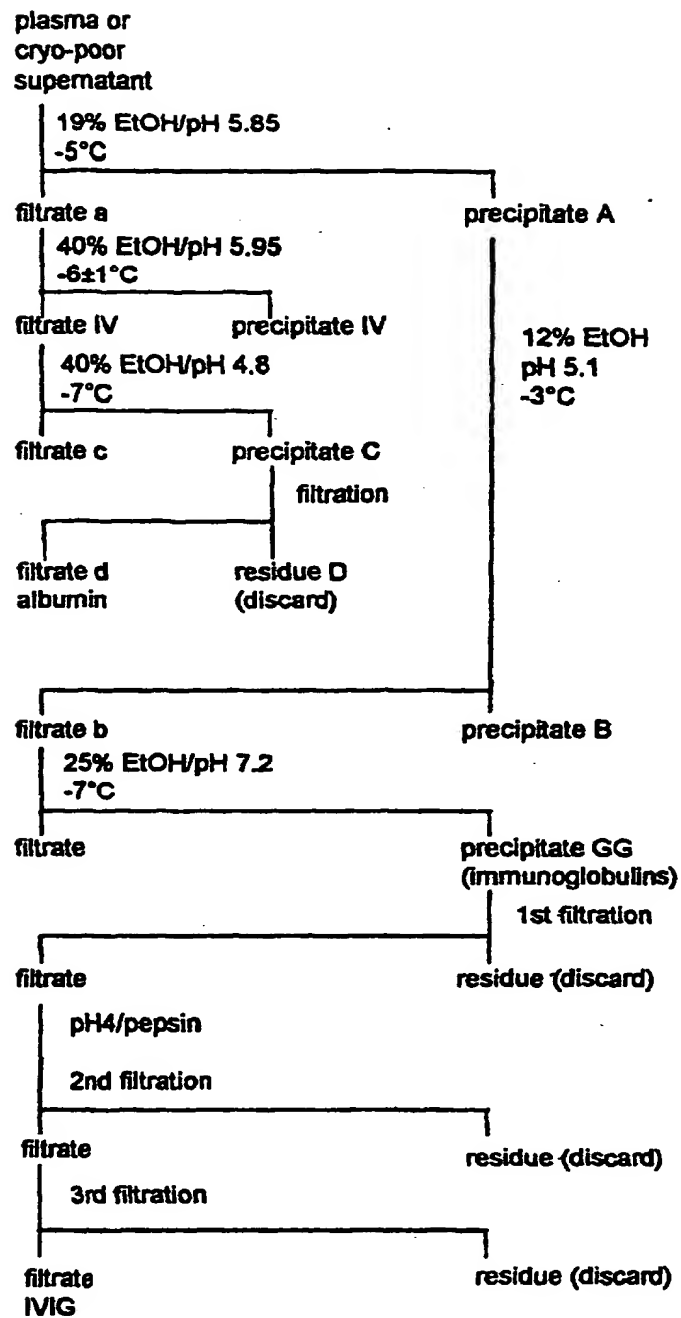 plasma or
cryo-poor
supernatant
19% EtOH/pH 5.85
-5°C
filtrate a
precipitate A
40% EtOH/pH 5.95
-6±1°C
filtrate IV
precipitate IV
12% EtOH
pH 5.1
-3°C
40% EtOH/pH 4.8
-7°C
filtrate c
precipitate C
filtration
filtrate d
albumin
residue D
(discard)
filtrate b
precipitate B
25% EtOH/pH 7.2
-7°C
filtrate
precipitate GG
(immunoglobulins)
1st filtration
filtrate
residue (discard)
pH4/pepsin
2nd filtration
filtrate
residue (discard)
3rd filtration
filtrate
IVIG
residue (discard)